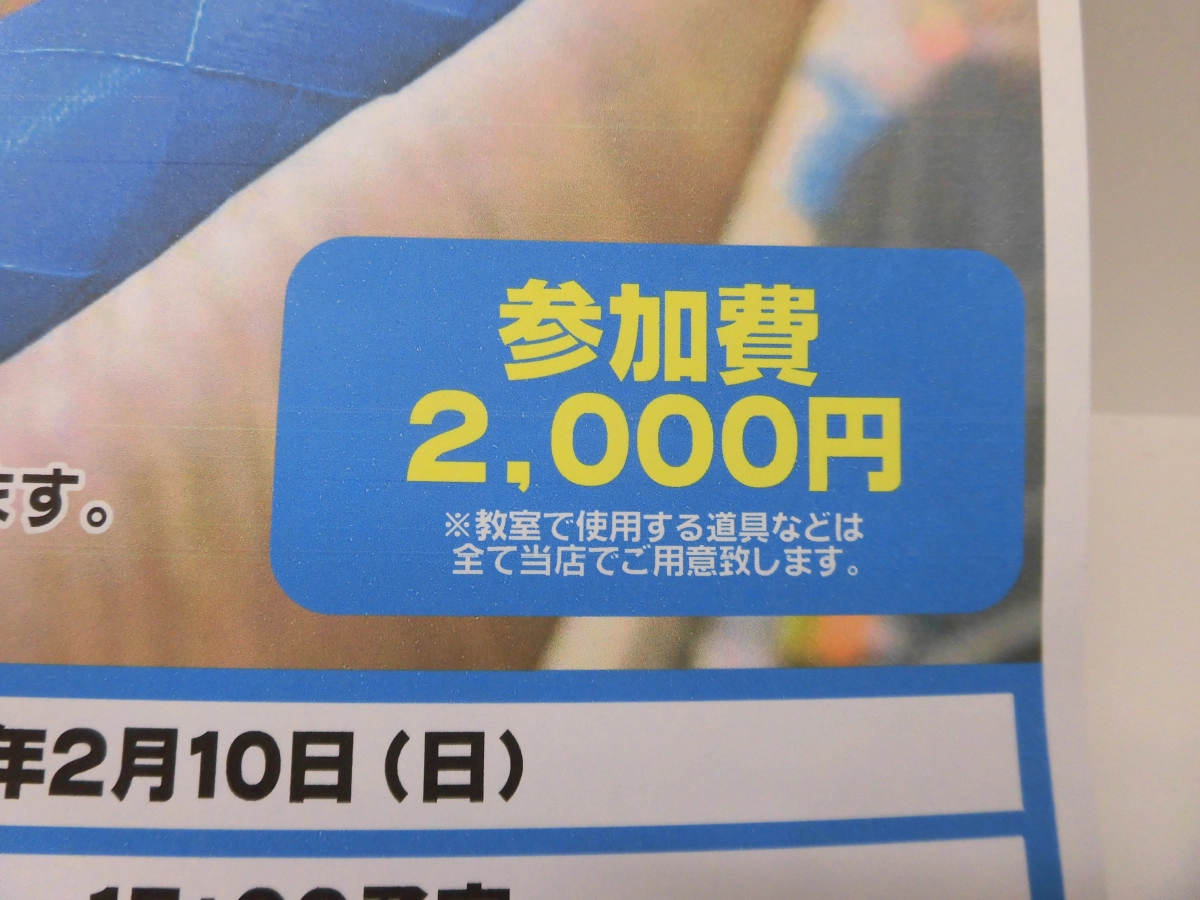 参加費
2,000円
※教室で使用する道具などは
全て当店でご用意致します。
ます。
年2月10日(日)